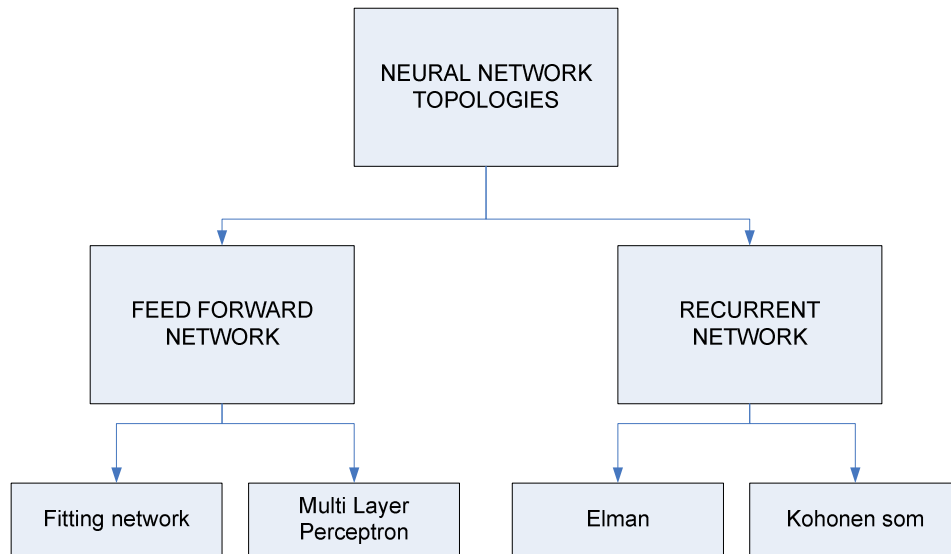 NEURAL NETWORK
TOPOLOGIES
FEED FORWARD
NETWORK
RECURRENT
NETWORK
Fitting network
Multi Layer
Perceptron
Elman
Kohonen som